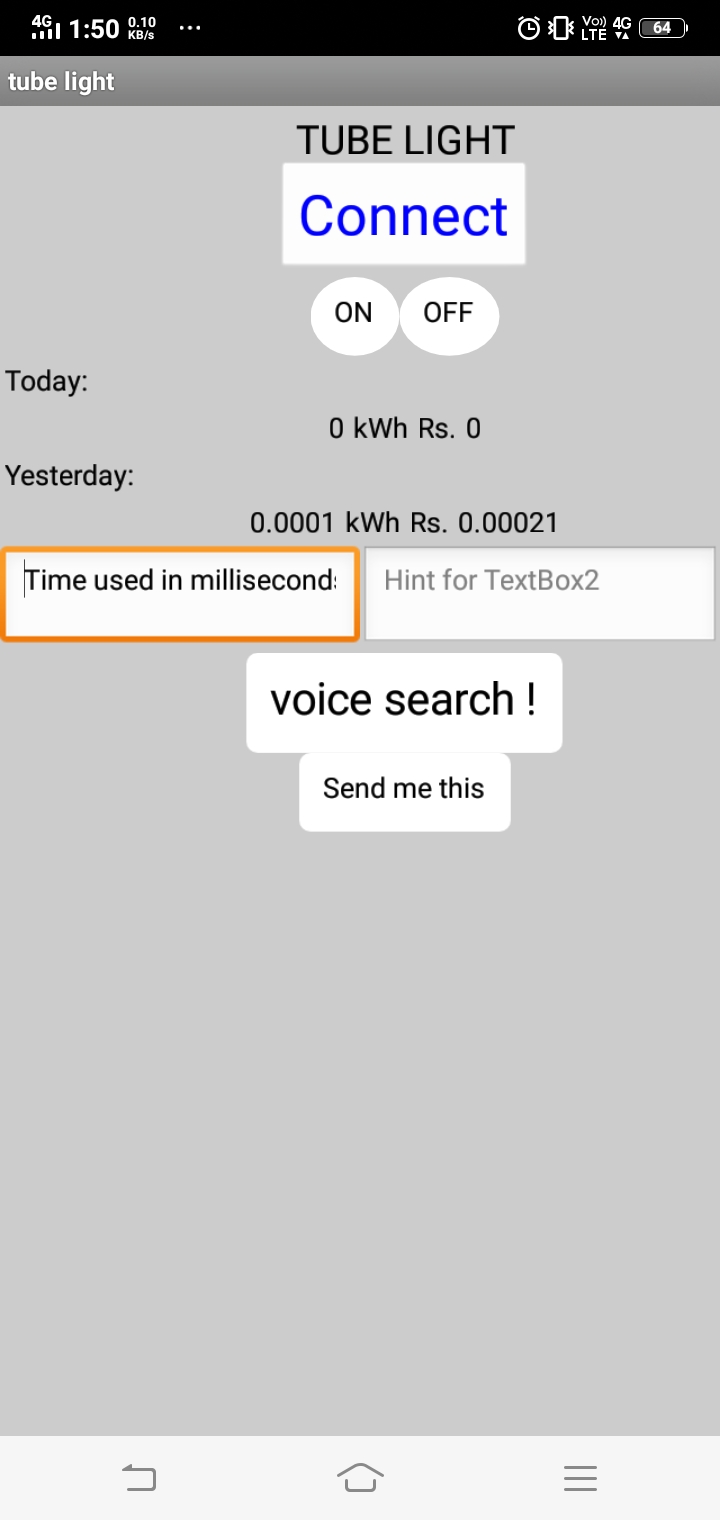 4G 1:50 0.10 KB/s ... Vo)) LTE 4G 64
tube light
TUBE LIGHT
Connect
ON OFF
Today:
0 kWh Rs. 0
Yesterday:
0.0001 kWh Rs. 0.00021
Time used in milliseconds Hint for TextBox2
voice search !
Send me this